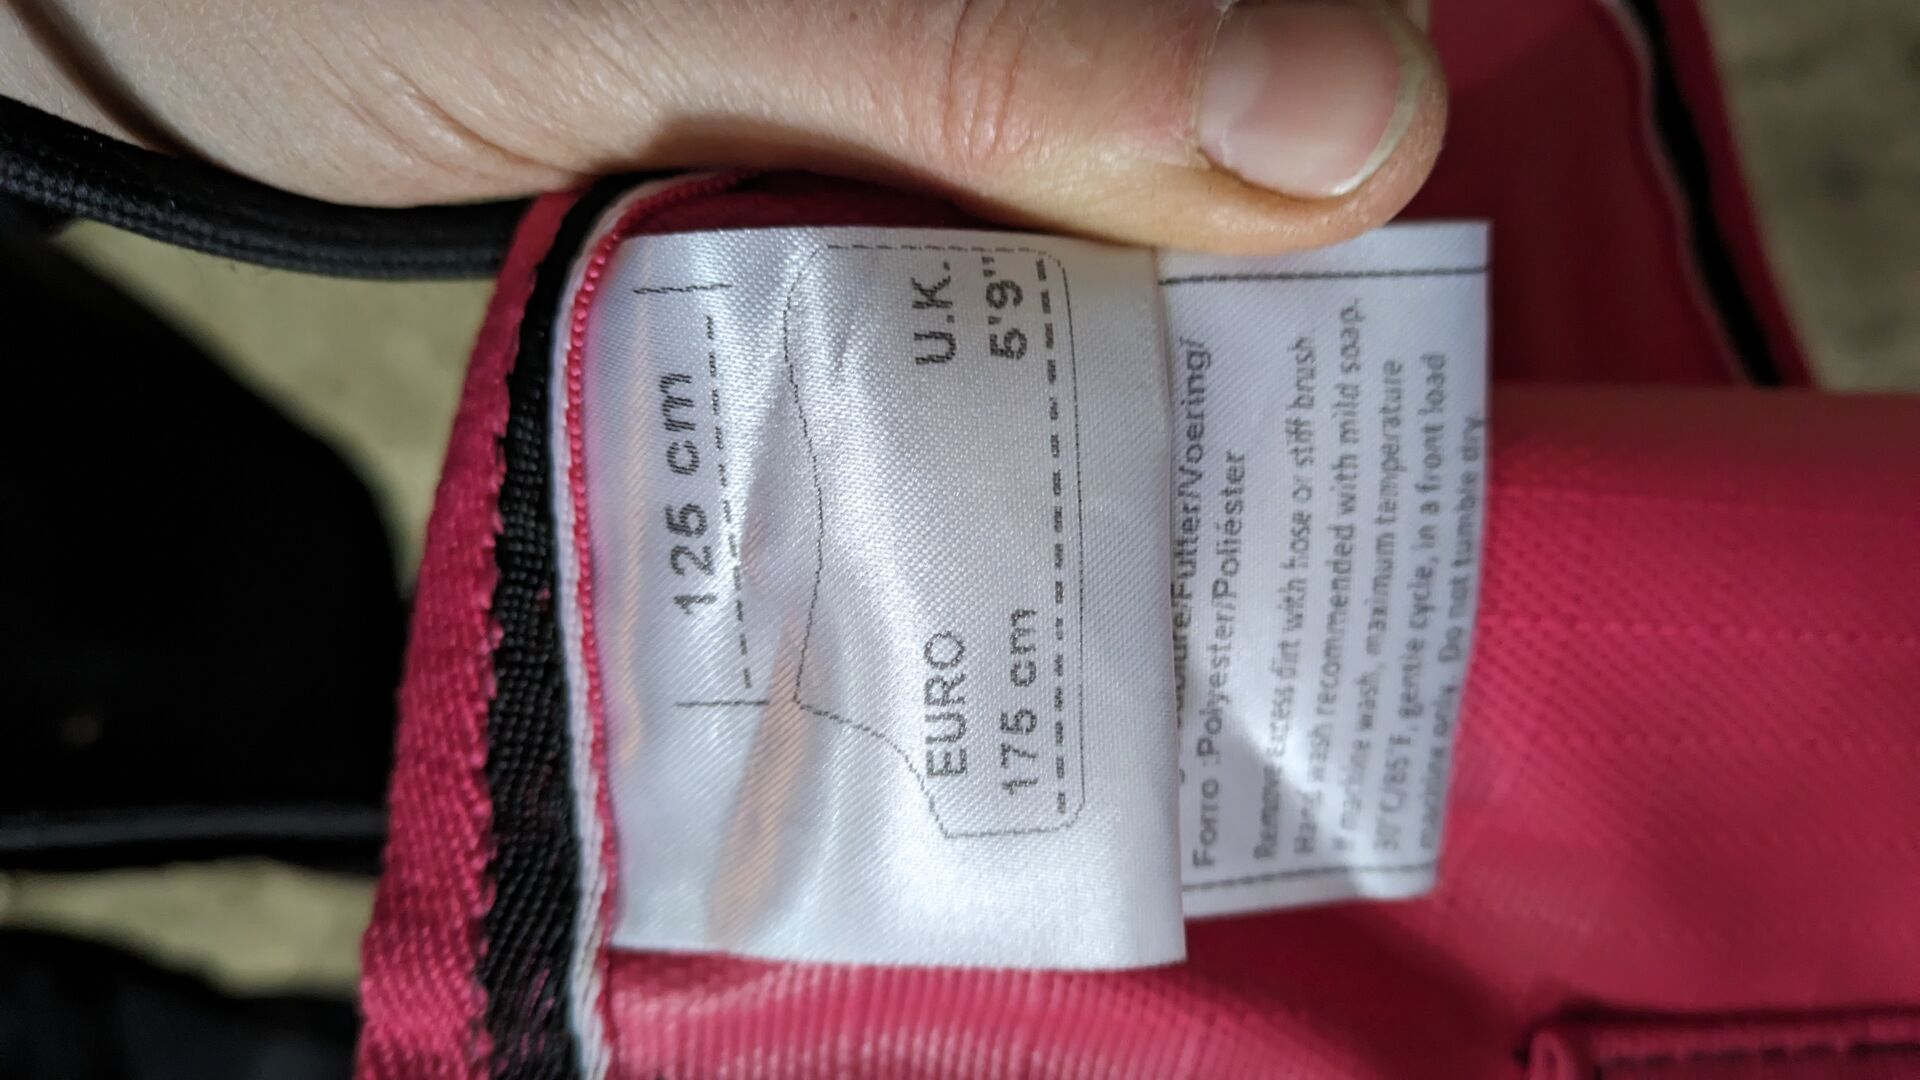 125 cm
EURO U.K.
175 cm 5'9"
/Futter/Voering/
Forro :Polyester/Poliéster
Remove Excess dirt with hose or stiff brush
Hand wash recommended with mild soap.
If machine wash, maximum temperature
30°C/85°F, gentle cycle, in a front load
machine only. Do not tumble dry